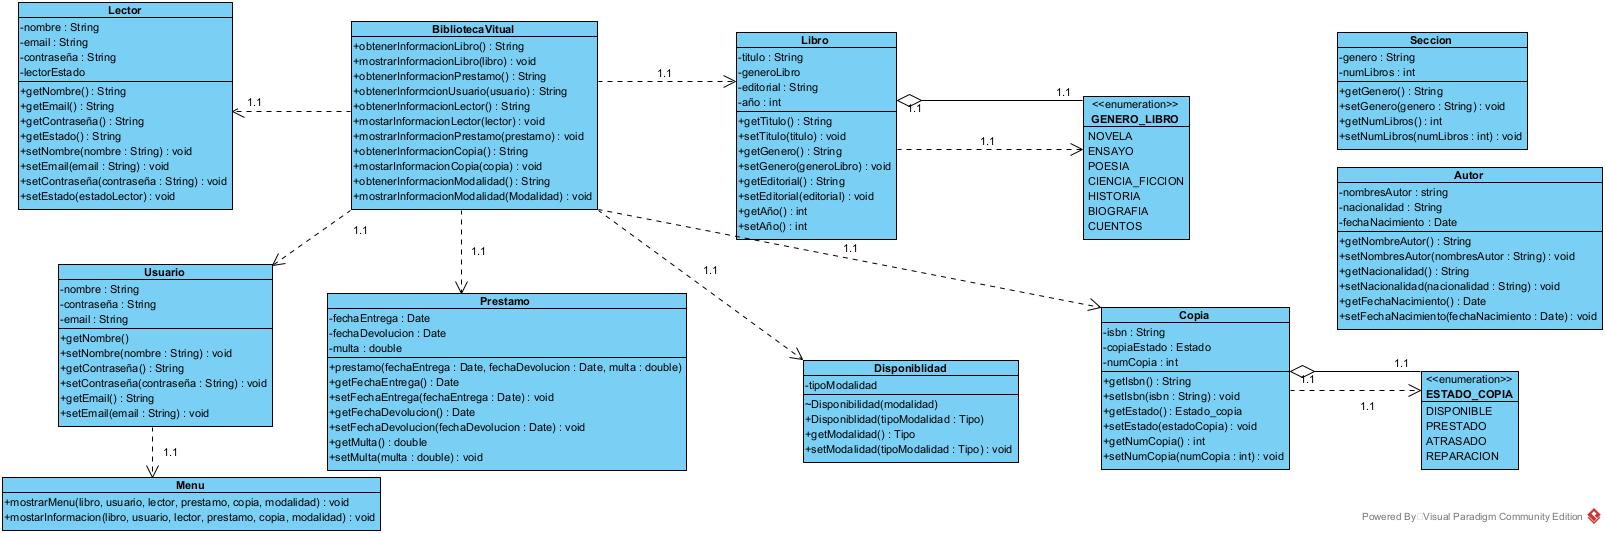 Lector
-nombre : String
-email : String
-contraseña : String
-lectorEstado
+getNombre() : String
+getEmail() : String
+getContraseña() : String
+getEstado() : String
+setNombre(nombre : String) : void
+setEmail(email : String) : void
+setContraseña(contraseña : String) : void
+setEstado(estadoLector) : void
1.1
BibliotecaVitual
+obtenerInformacionLibro() : String
+mostrarInformacionLibro(libro) : void
+obtenerInformacionPrestamo() : String
+obtenerInformcionUsuario(usuario) : String
+obtenerInformacionLector() : String
+mostarInformacionLector(lector) : void
+mostrarInformacionPrestamo(prestamo) : void
+obtenerInformacionCopia() : String
+mostarInformacionCopia(copia) : void
+obtenerInformacionModalidad() : String
+mostrarInformacionModalidad(Modalidad) : void
1.1
Libro
-titulo : String
-generoLibro
-editorial : String
-año : int
+getTitulo() : String
+setTitulo(titulo) : void
+getGenero() : String
+setGenero(generoLibro) : void
+getEditorial() : String
+setEditorial(editorial) : void
+getAño() : int
+setAño() : int
1.1
1.1
1.1
<<enumeration>>
GENERO_LIBRO
NOVELA
ENSAYO
POESIA
CIENCIA_FICCION
HISTORIA
BIOGRAFIA
CUENTOS
Seccion
-genero : String
-numLibros : int
+getGenero() : String
+setGenero(genero : String) : void
+getNumLibros() : int
+setNumLibros(numLibros : int) : void
Autor
-nombresAutor : string
-nacionalidad : String
-fechaNacimiento : Date
+getNombreAutor() : String
+setNombresAutor(nombresAutor : String) : void
+getNacionalidad() : String
+setNacionalidad(nacionalidad : String) : void
+getFechaNacimiento() : Date
+setFechaNacimiento(fechaNacimiento : Date) : void
1.1
1.1
1.1
1.1
Usuario
-nombre : String
-contraseña : String
-email : String
+getNombre()
+setNombre(nombre : String) : void
+getContraseña() : String
+setContraseña(contraseña : String) : void
+getEmail() : String
+setEmail(email : String) : void
1.1
Prestamo
-fechaEntrega : Date
-fechaDevolucion : Date
-multa : double
+prestamo(fechaEntrega : Date, fechaDevolucion : Date, multa : double)
+getFechaEntrega() : Date
+setFechaEntrega(fechaEntrega : Date) : void
+getFechaDevolucion() : Date
+setFechaDevolucion(fechaDevolucion : Date) : void
+getMulta() : double
+setMulta(multa : double) : void
Disponiblidad
-tipoModalidad
~Disponibilidad(modalidad)
+Disponiblidad(tipoModalidad : Tipo)
+getModalidad() : Tipo
+setModalidad(tipoModalidad : Tipo) : void
Copia
-isbn : String
-copiaEstado : Estado
-numCopia : int
+getIsbn() : String
+setIsbn(isbn : String) : void
+getEstado() : Estado_copia
+setEstado(estadoCopia) : void
+getNumCopia() : int
+setNumCopia(numCopia : int) : void
1.1
1.1
1.1
<<enumeration>>
ESTADO_COPIA
DISPONIBLE
PRESTADO
ATRASADO
REPARACION
Menu
+mostrarMenu(libro, usuario, lector, prestamo, copia, modalidad) : void
+mostarInformacion(libro, usuario, lector, prestamo, copia, modalidad) : void
Powered By Visual Paradigm Community Edition